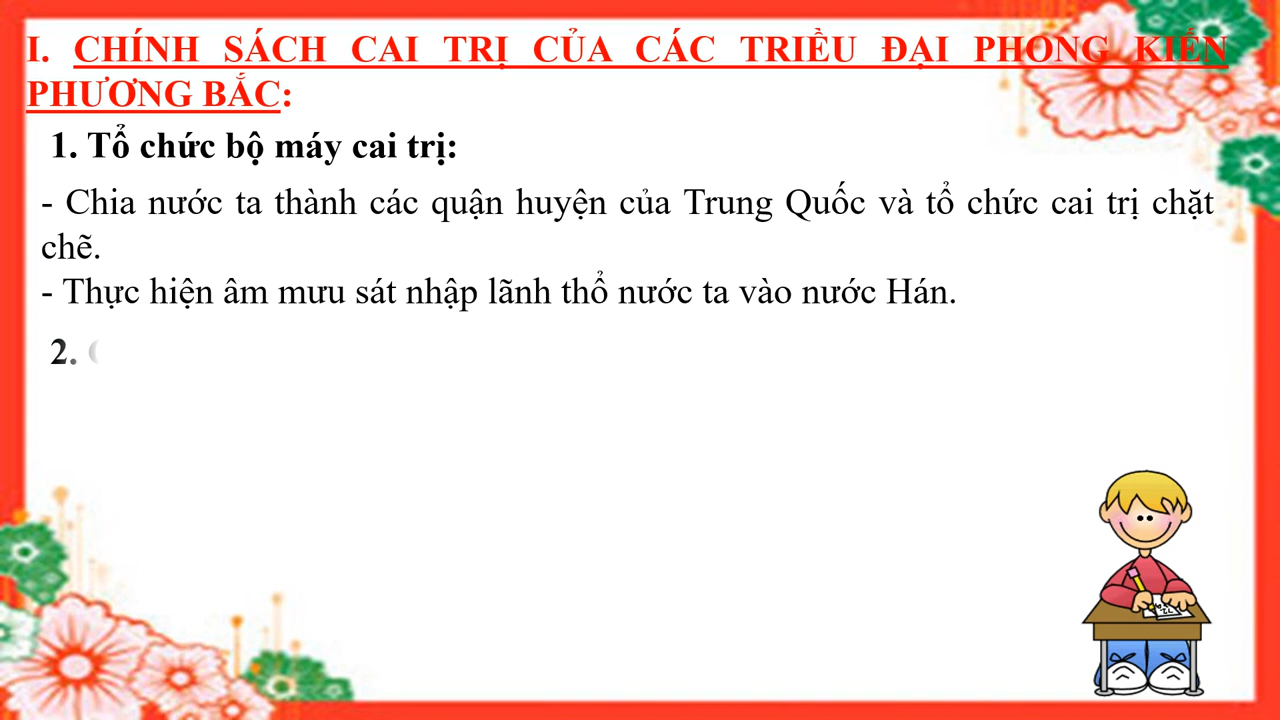 I. CHÍNH SÁCH CAI TRỊ CỦA CÁC TRIỀU ĐẠI PHONG KIẾN
PHƯƠNG BẮC:
1. Tổ chức bộ máy cai trị:
- Chia nước ta thành các quận huyện của Trung Quốc và tổ chức cai trị chặt
chẽ.
- Thực hiện âm mưu sát nhập lãnh thổ nước ta vào nước Hán.
2.